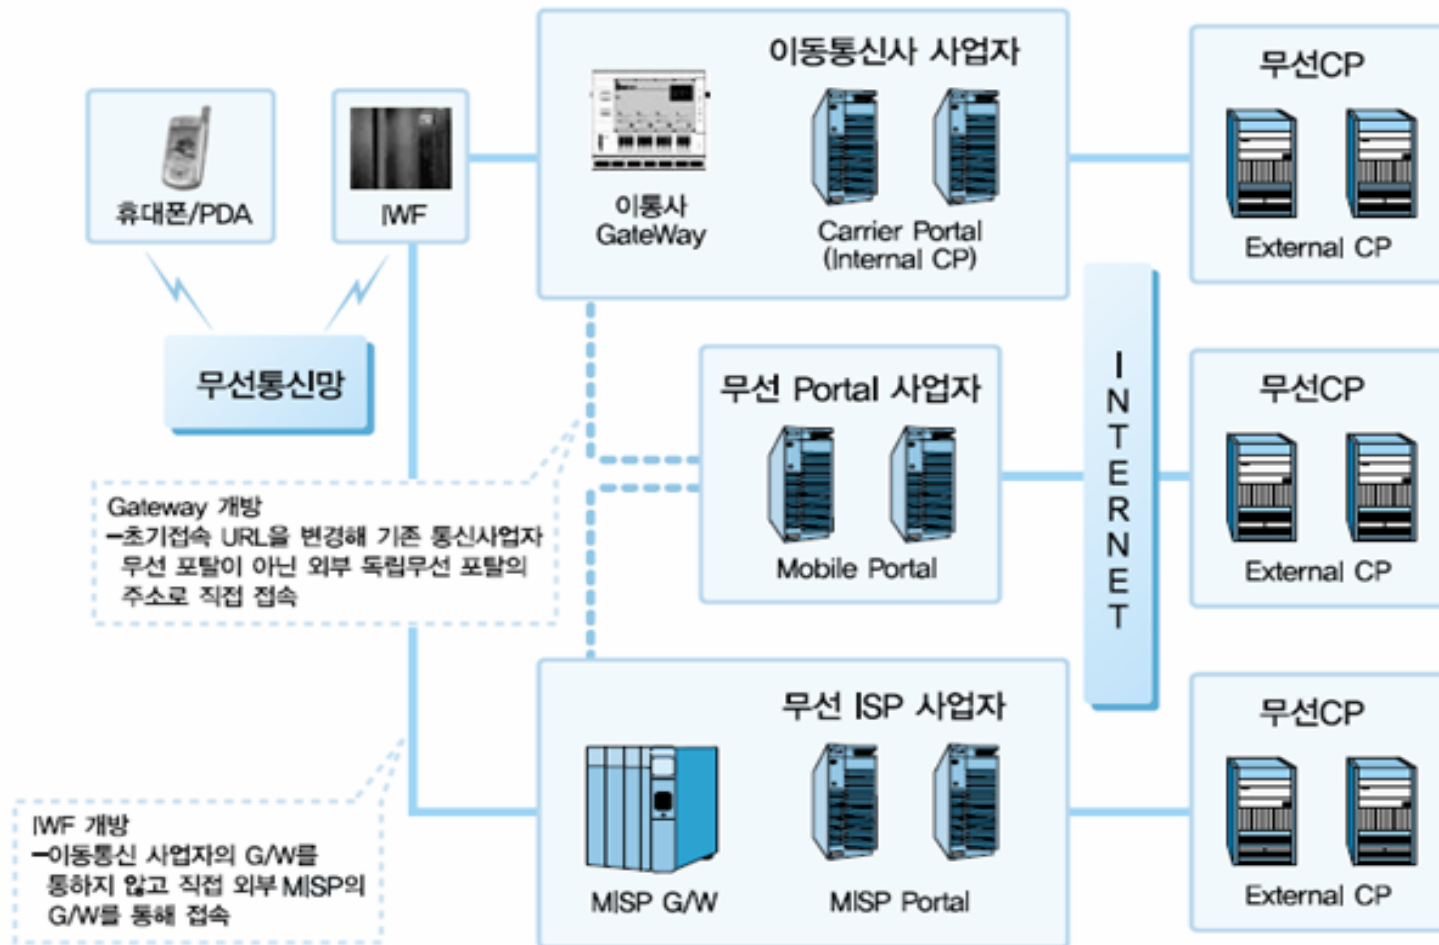 이동통신사 사업자
무선CP
휴대폰/PDA
IWF
이통사
GateWay
Carrier Portal
(Internal CP)
External CP
무선통신망
무선 Portal 사업자
Mobile Portal
INTERNET
무선CP
External CP
Gateway 개방
-초기접속 URL을 변경해 기존 통신사업자
무선 포탈이 아닌 외부 독립무선 포탈의
주소로 직접 접속
무선 ISP 사업자
무선CP
IWF 개방
-이동통신 사업자의 G/W를
통하지 않고 직접 외부 MISP의
G/W를 통해 접속
MISP G/W
MISP Portal
External CP